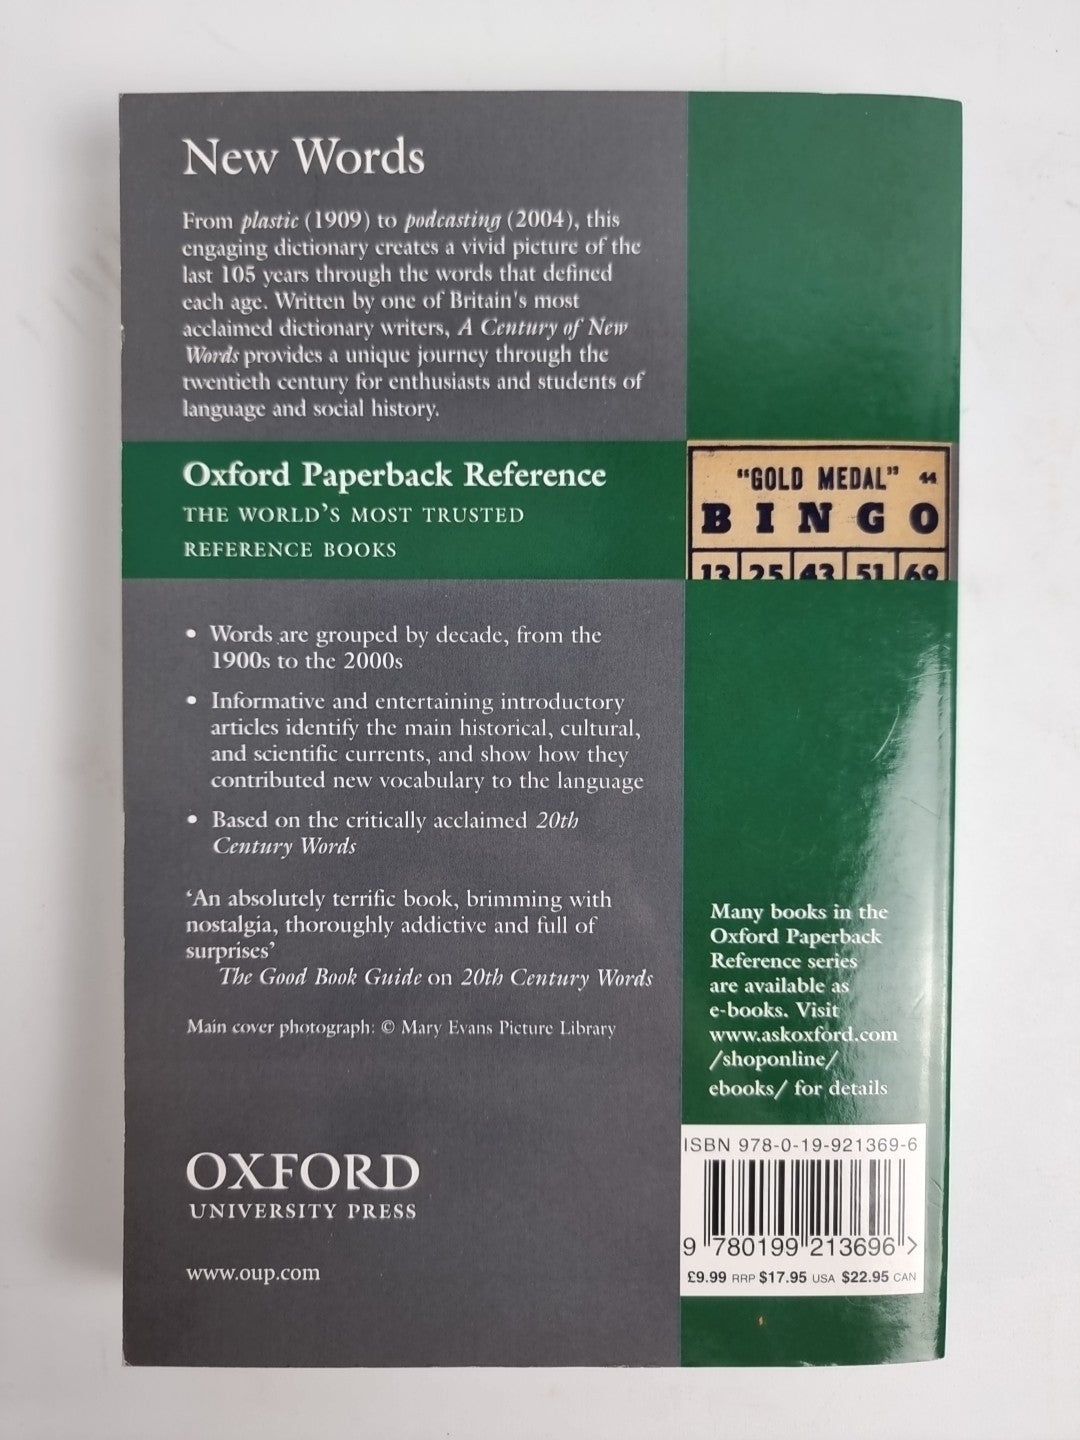 New Words
From plastic (1909) to podcasting (2004), this
engaging dictionary creates a vivid picture of the
last 105 years through the words that defined
each age. Written by one of Britain's most
acclaimed dictionary writers, A Century of New
Words provides a unique journey through the
twentieth century for enthusiasts and students of
language and social history.
Oxford Paperback Reference
THE WORLD'S MOST TRUSTED
REFERENCE BOOKS
"GOLD MEDAL" 44
BINGO
13 25 43 51 69
• Words are grouped by decade, from the
1900s to the 2000s
• Informative and entertaining introductory
articles identify the main historical, cultural,
and scientific currents, and show how they
contributed new vocabulary to the language
• Based on the critically acclaimed 20th
Century Words
‘An absolutely terrific book, brimming with
nostalgia, thoroughly addictive and full of
surprises’
The Good Book Guide on 20th Century Words
Main cover photograph: © Mary Evans Picture Library
OXFORD
UNIVERSITY PRESS
www.oup.com
Many books in the
Oxford Paperback
Reference series
are available as
e-books. Visit
www.askoxford.com
/shoponline/
ebooks/ for details
ISBN 978-0-19-921369-6
9 780199 213696 >
£9.99 RRP $17.95 USA $22.95 CAN